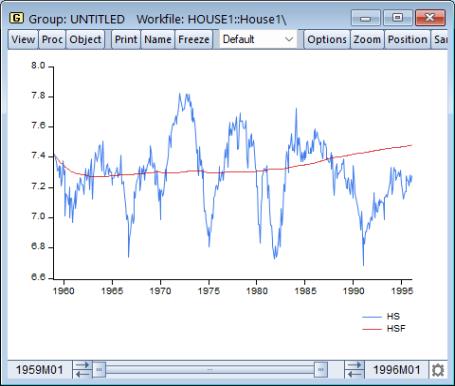 Group: UNTITLED Workfile: HOUSE1::House1\
View Proc Object Print Name Freeze Default Options Zoom Position Sar
8.0
7.8
7.6
7.4
7.2
7.0
6.8
6.6
1960 1965 1970 1975 1980 1985 1990 1995
HS
HSF
1959M01 1996M01